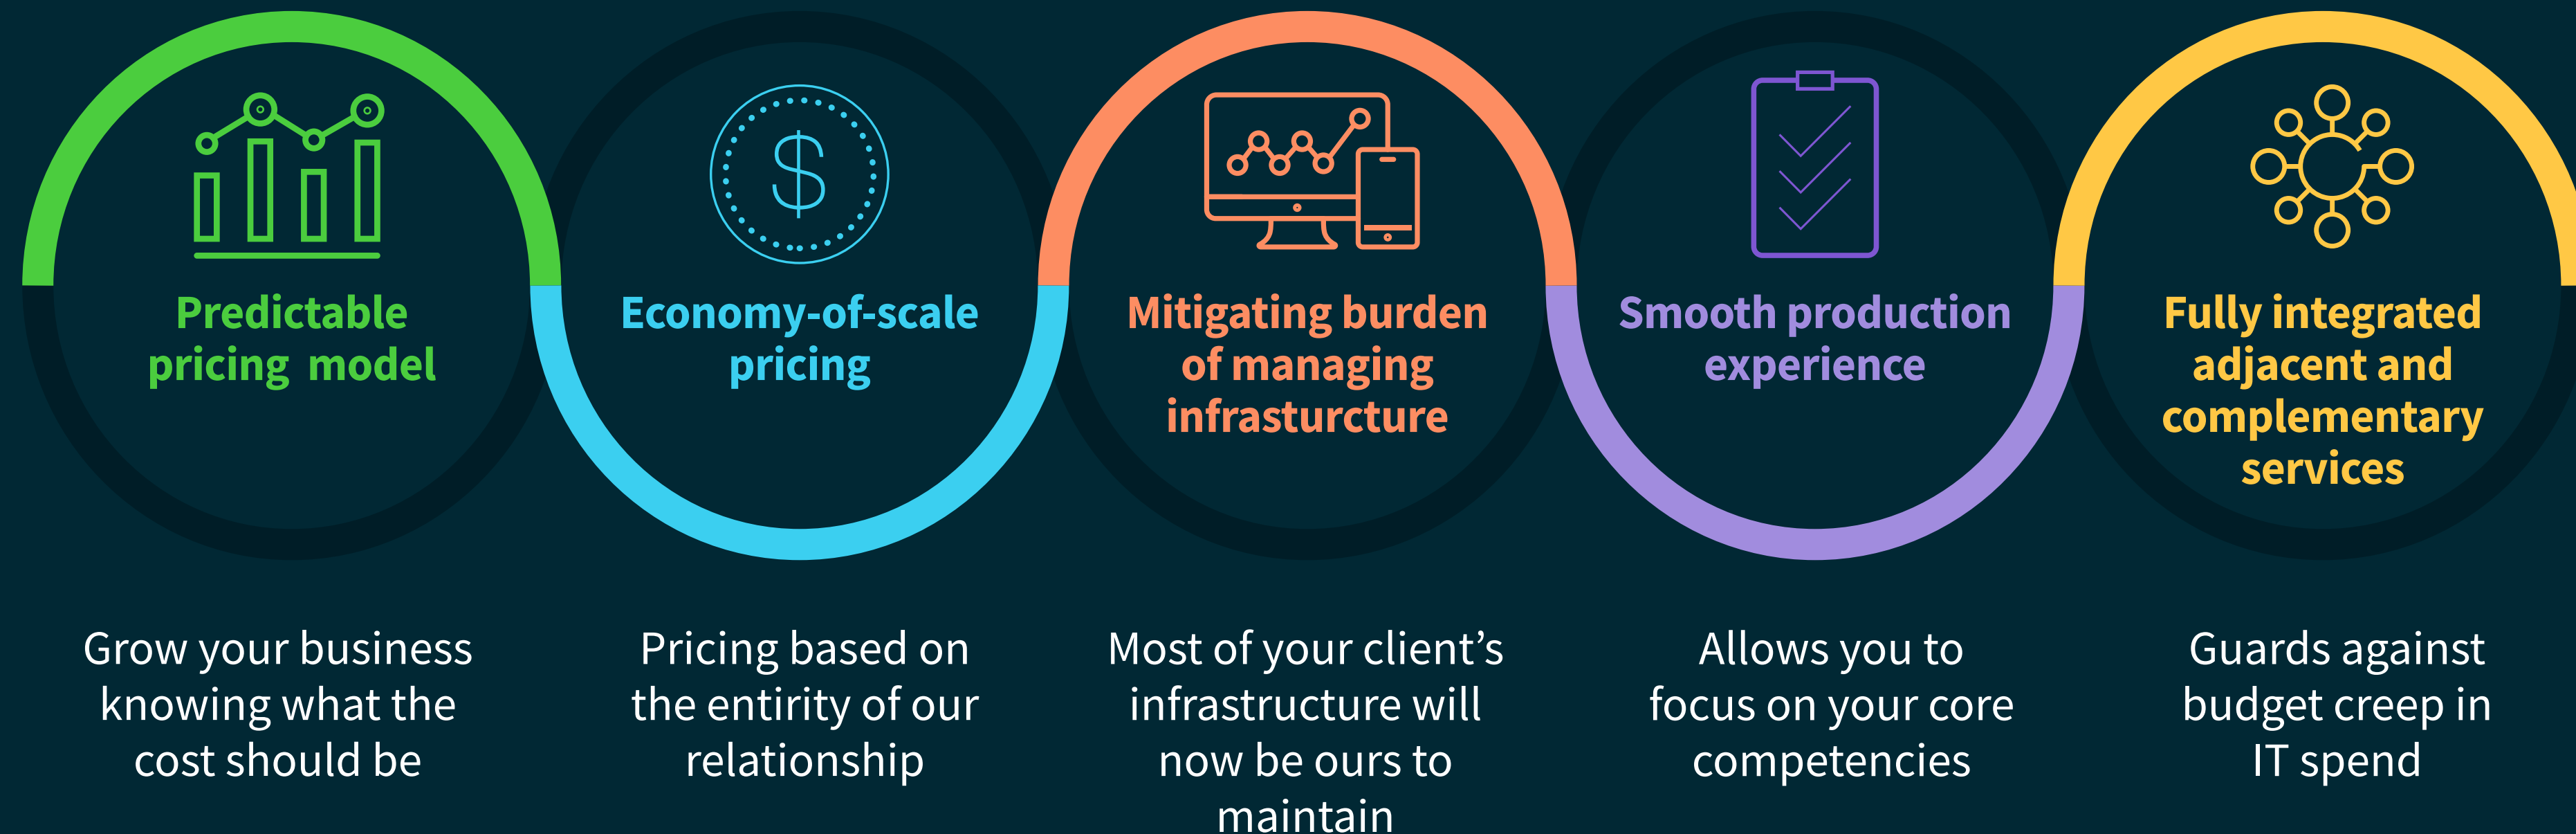 Predictable
pricing  model
Economy-of-scale
pricing
Mitigating burden
of managing
infrasturcture
Smooth production
experience
Fully integrated
adjacent and
complementary
services
Grow your business
knowing what the
cost should be
Pricing based on
the entirity of our
relationship
Most of your client’s
infrastructure will
now be ours to
maintain
Allows you to
focus on your core
competencies
Guards against
budget creep in
IT spend